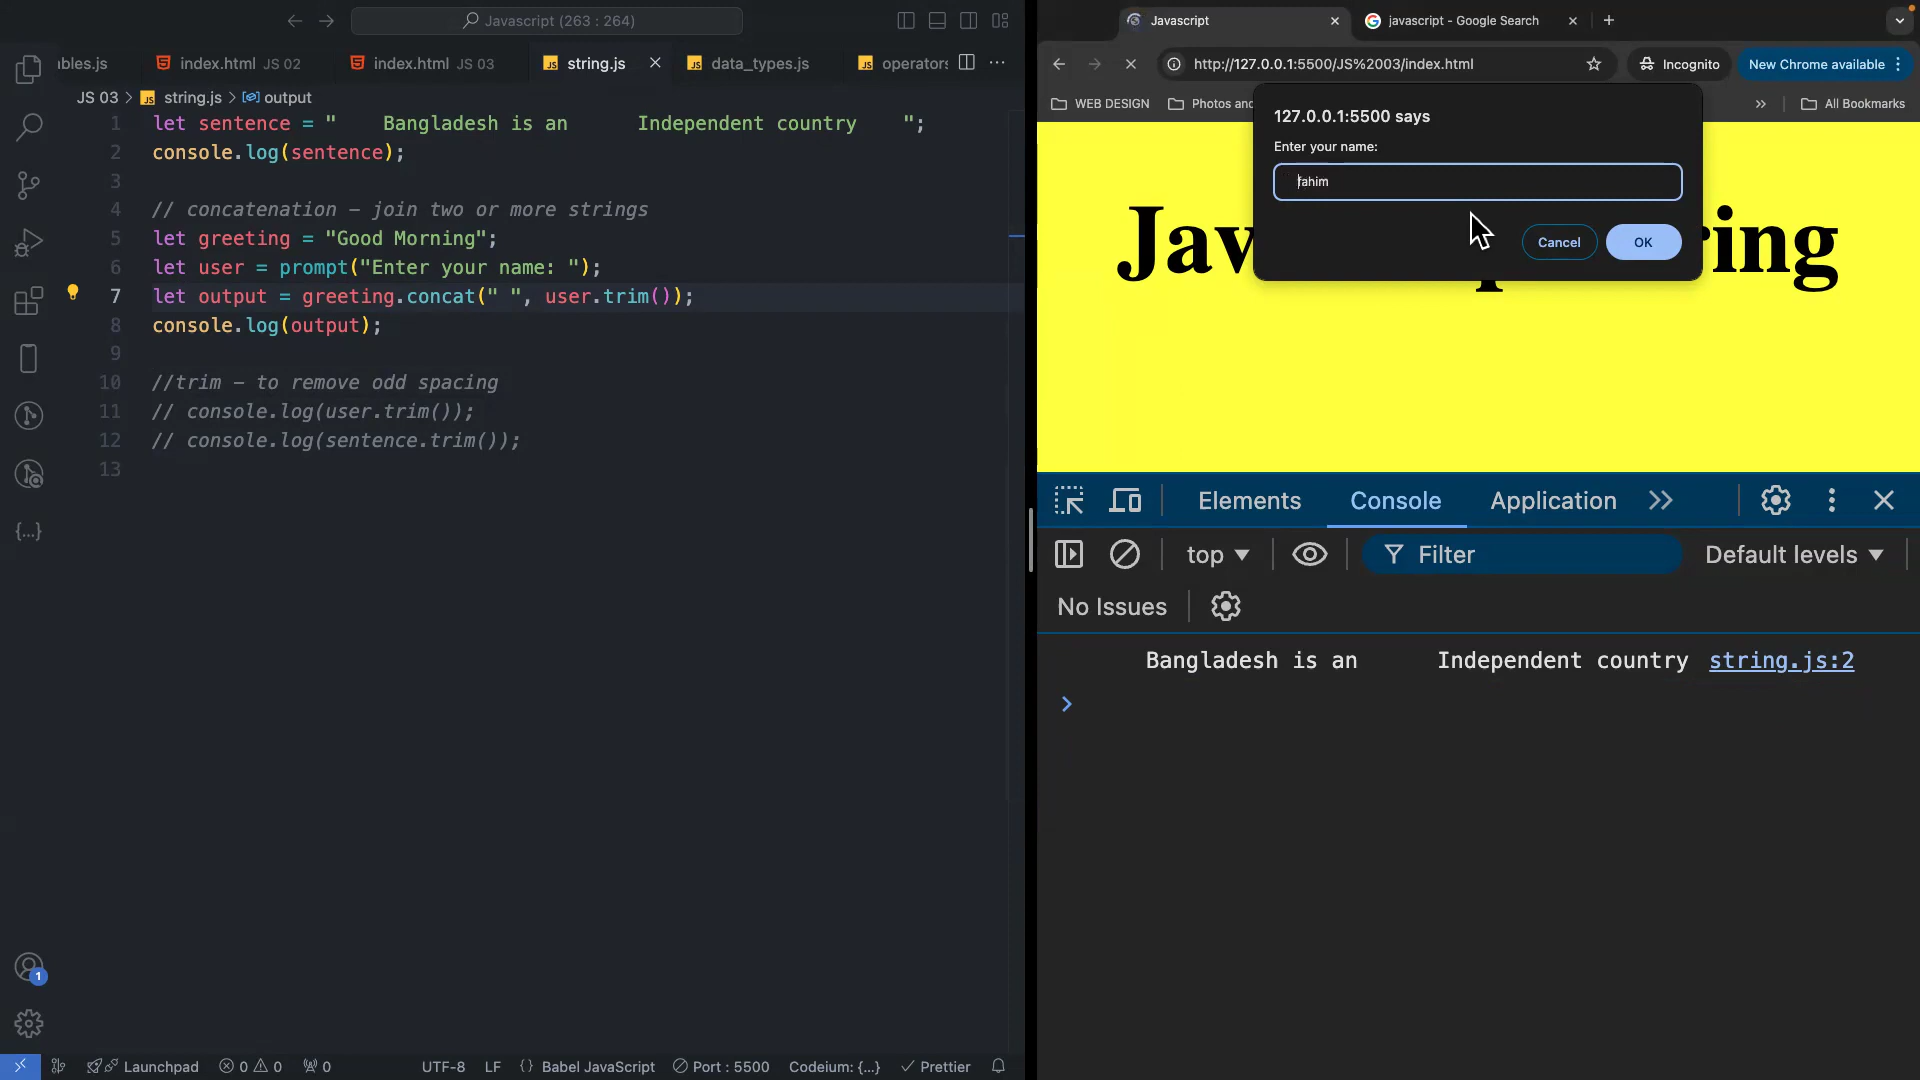 Javascript (263 : 264)
bles.js
index.html JS 02
index.html JS 03
string.js
data_types.js
operators
JS 03 > string.js > output
1 let sentence = "    Bangladesh is an      Independent country    ";
2 console.log(sentence);
3
4 // concatenation – join two or more strings
5 let greeting = "Good Morning";
6 let user = prompt("Enter your name: ");
7 let output = greeting.concat(" ", user.trim());
8 console.log(output);
9
10 //trim – to remove odd spacing
11 // console.log(user.trim());
12 // console.log(sentence.trim());
13
1
Launchpad
0
0
0
UTF-8
LF
{ } Babel JavaScript
Port : 5500
Codeium: {...}
Prettier
Javascript
javascript - Google Search
http://127.0.0.1:5500/JS%2003/index.html
Incognito
New Chrome available
WEB DESIGN
Photos and
All Bookmarks
127.0.0.1:5500 says
Enter your name:
fahim
Cancel
OK
Jav
ring
Elements
Console
Application
top
Filter
Default levels
No Issues
Bangladesh is an      Independent country string.js:2